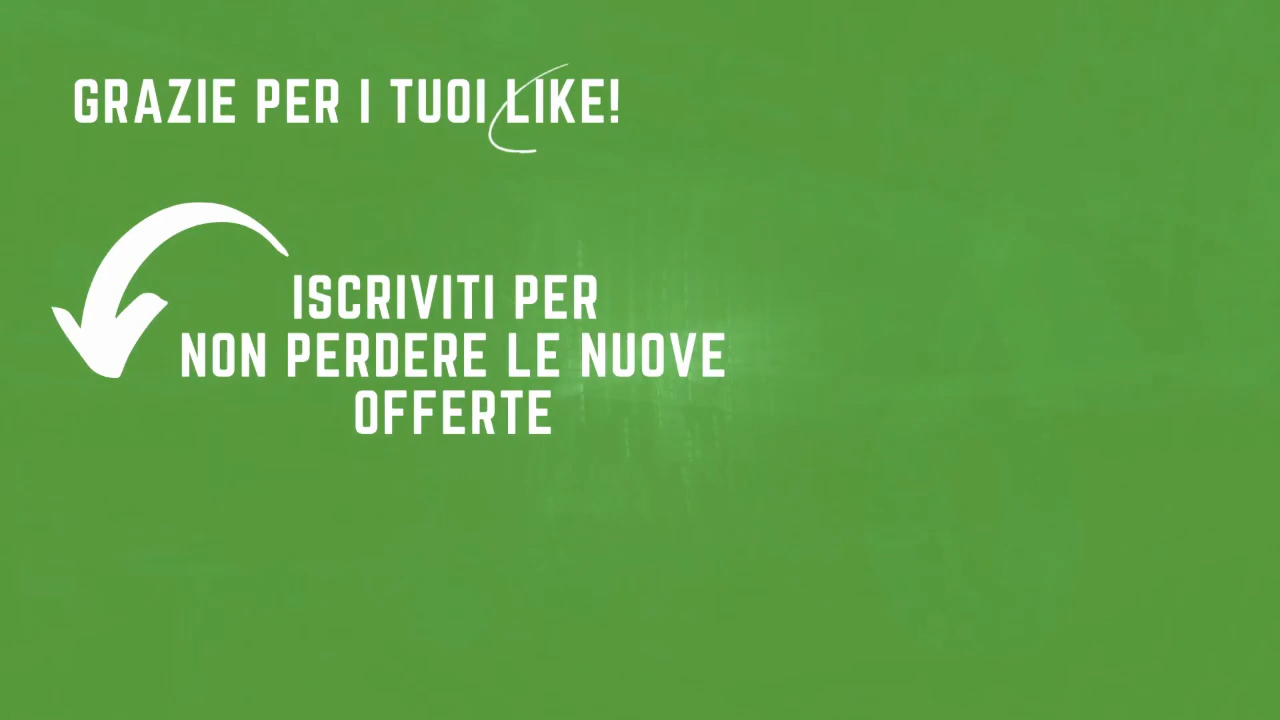 GRAZIE PER I TUOI LIKE!
ISCRIVITI PER
NON PERDERE LE NUOVE
OFFERTE